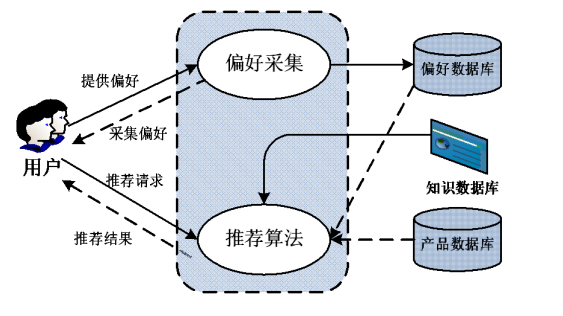 偏好采集
偏好数据库
提供偏好
采集偏好
用户
推荐请求
知识数据库
推荐结果
推荐算法
产品数据库